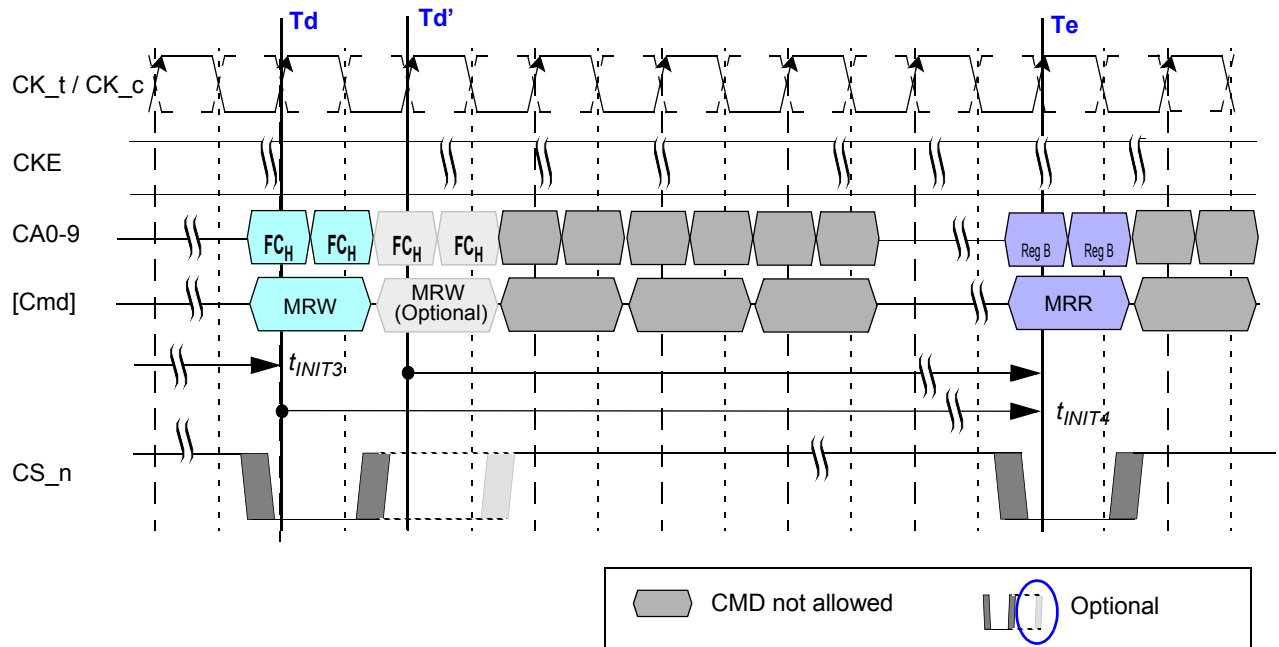 Td Td’ Te
CK_t / CK_c
CKE
CA0-9 FCH FCH FCH FCH Reg B Reg B
[Cmd] MRW MRW (Optional) MRR
tINIT3
tINIT4
CS_n
CMD not allowed Optional